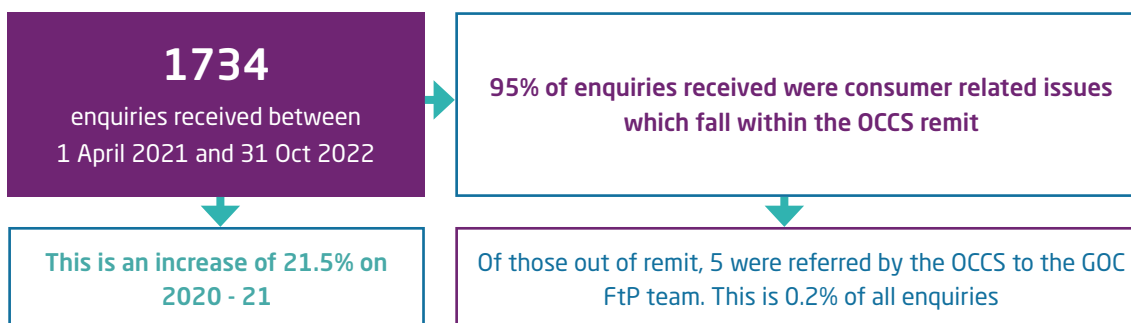 1734
enquiries received between
1 April 2021 and 31 Oct 2022
95% of enquiries received were consumer related issues
which fall within the OCCS remit
This is an increase of 21.5% on
2020 - 21
Of those out of remit, 5 were referred by the OCCS to the GOC
FtP team. This is 0.2% of all enquiries